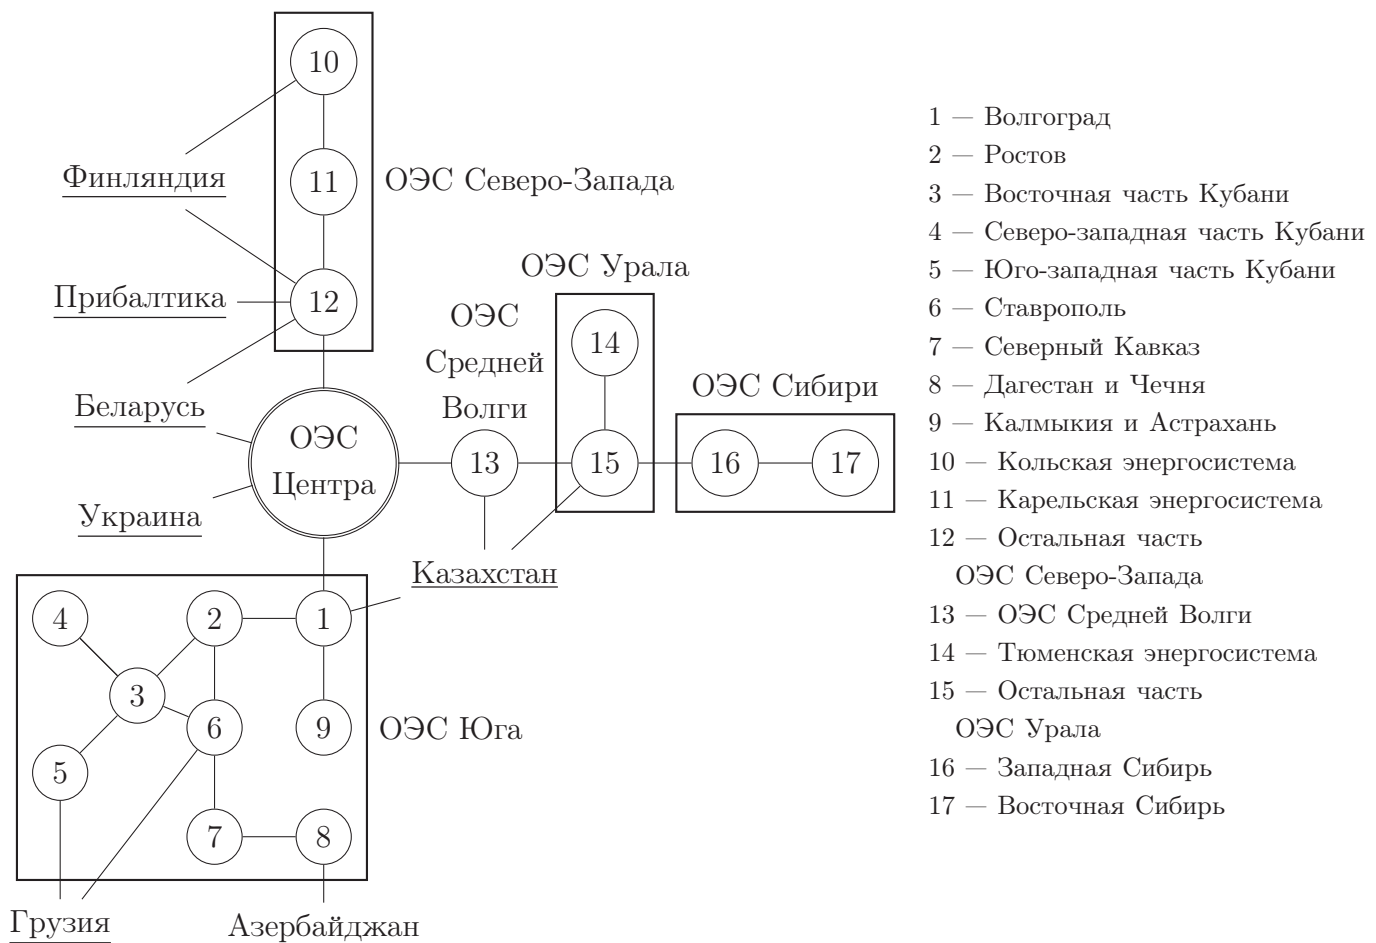 10
Финляндия
11
ОЭС Северо-Запада
Прибалтика
12
Беларусь
ОЭС
Центра
Украина
ОЭС
Средней
Волги
13
ОЭС Урала
14
15
ОЭС Сибири
16
17
Казахстан
4
2
1
3
6
9
ОЭС Юга
5
7
8
Грузия
Азербайджан
1 — Волгоград
2 — Ростов
3 — Восточная часть Кубани
4 — Северо-западная часть Кубани
5 — Юго-западная часть Кубани
6 — Ставрополь
7 — Северный Кавказ
8 — Дагестан и Чечня
9 — Калмыкия и Астрахань
10 — Кольская энергосистема
11 — Карельская энергосистема
12 — Остальная часть
ОЭС Северо-Запада
13 — ОЭС Средней Волги
14 — Тюменская энергосистема
15 — Остальная часть
ОЭС Урала
16 — Западная Сибирь
17 — Восточная Сибирь